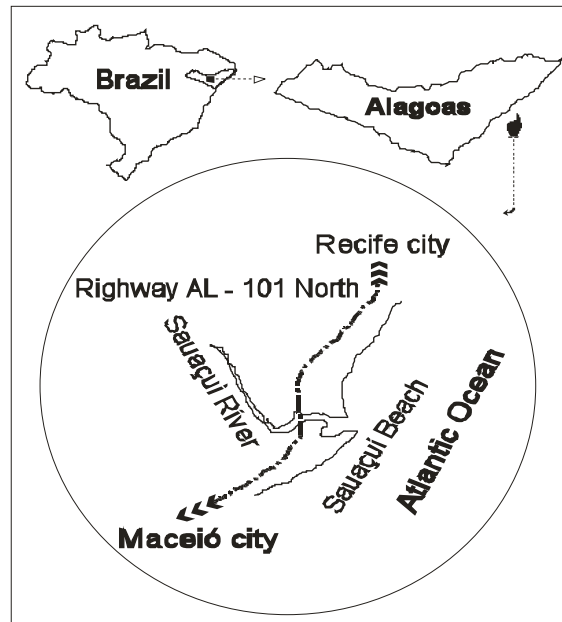 Brazil
Alagoas
Recife city
Righway AL - 101 North
Sauaçuí River
Sauaçuí Beach
Atlantic Ocean
Maceió city